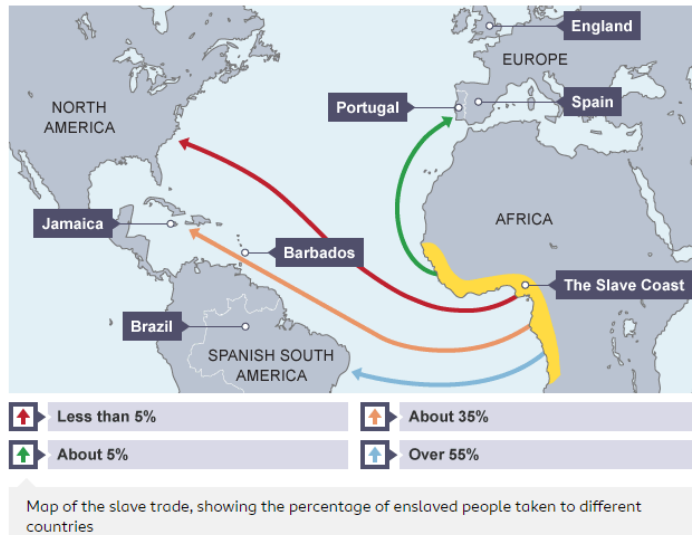 England
EUROPE
NORTH
AMERICA
Portugal
Spain
AFRICA
Jamaica
Barbados
The Slave Coast
Brazil
SPANISH SOUTH
AMERICA
Less than 5%
About 35%
About 5%
Over 55%
Map of the slave trade, showing the percentage of enslaved people taken to different
countries